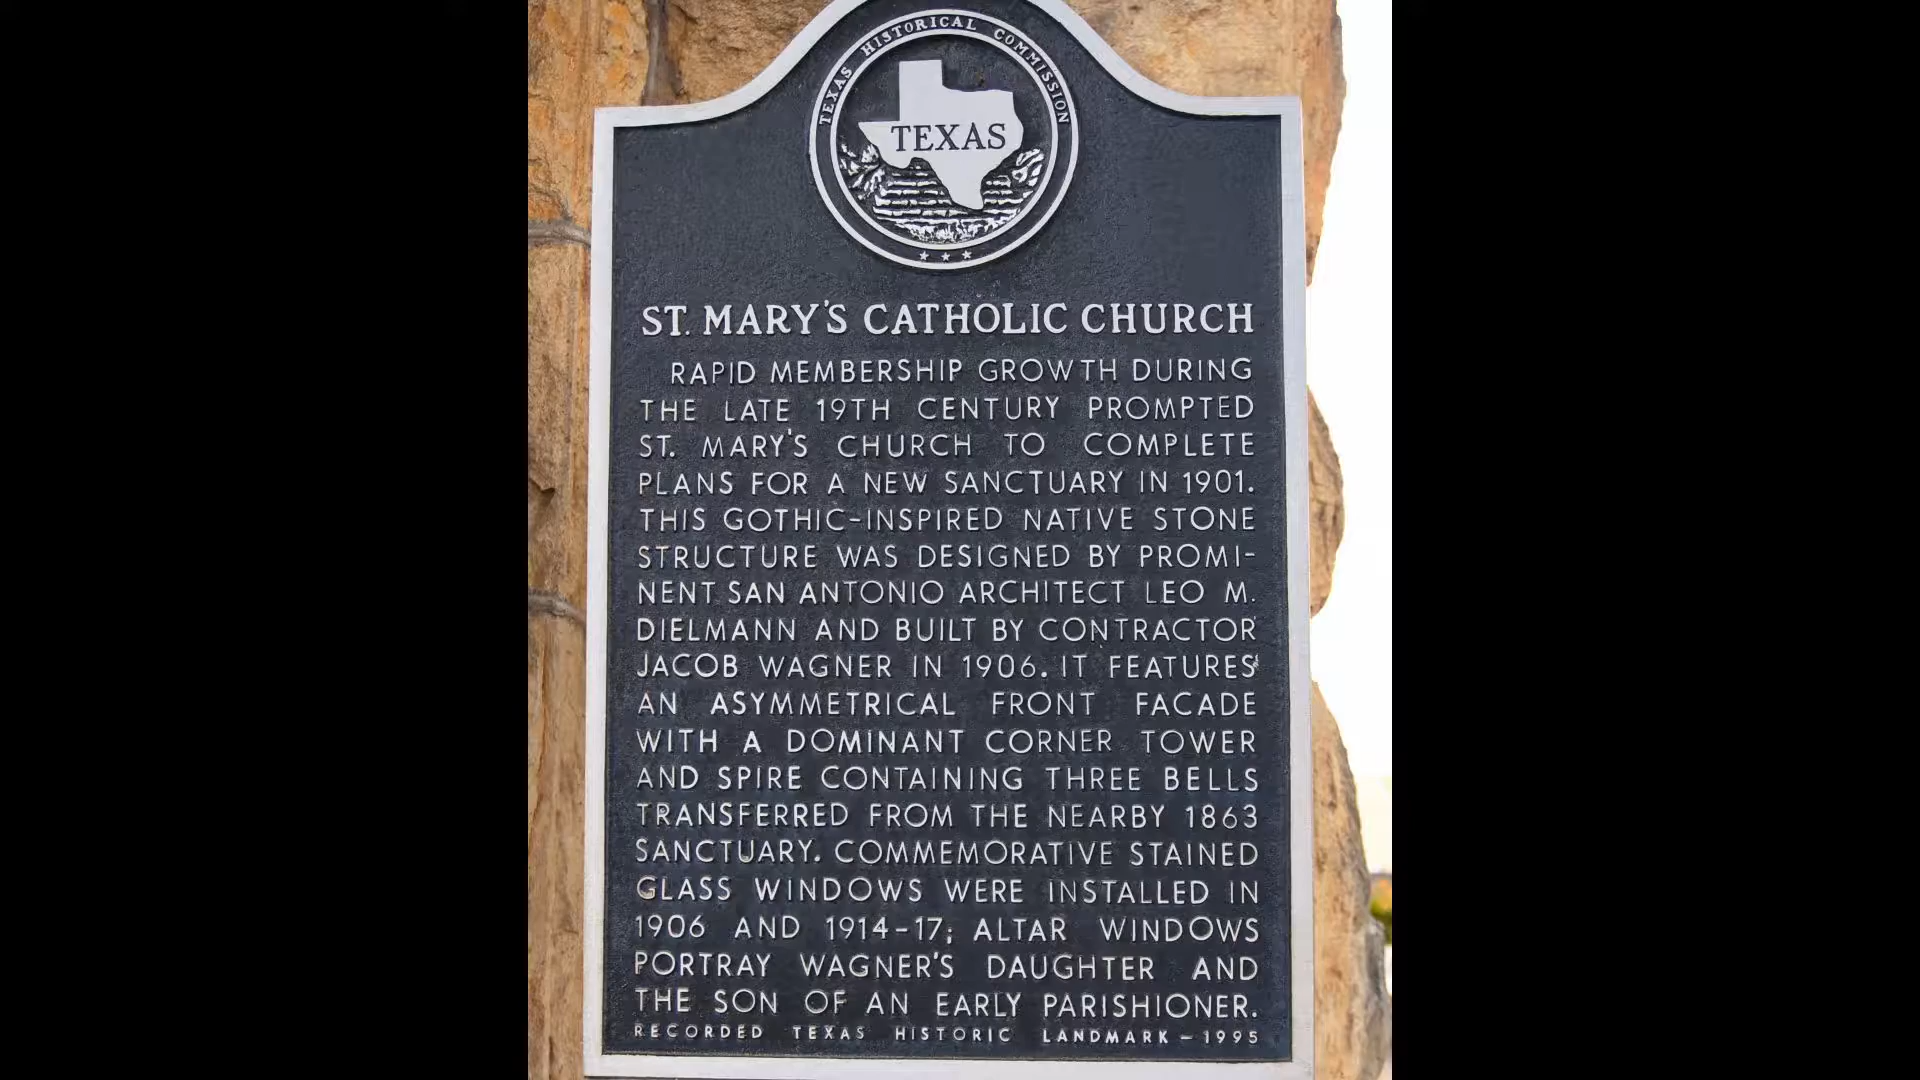 TEXAS HISTORICAL COMMISSION
TEXAS
ST. MARY'S CATHOLIC CHURCH
RAPID MEMBERSHIP GROWTH DURING
THE LATE 19TH CENTURY PROMPTED
ST. MARY'S CHURCH TO COMPLETE
PLANS FOR A NEW SANCTUARY IN 1901.
THIS GOTHIC-INSPIRED NATIVE STONE
STRUCTURE WAS DESIGNED BY PROMI-
NENT SAN ANTONIO ARCHITECT LEO M.
DIELMANN AND BUILT BY CONTRACTOR
JACOB WAGNER IN 1906. IT FEATURES
AN ASYMMETRICAL FRONT FACADE
WITH A DOMINANT CORNER TOWER
AND SPIRE CONTAINING THREE BELLS
TRANSFERRED FROM THE NEARBY 1863
SANCTUARY. COMMEMORATIVE STAINED
GLASS WINDOWS WERE INSTALLED IN
1906 AND 1914-17; ALTAR WINDOWS
PORTRAY WAGNER'S DAUGHTER AND
THE SON OF AN EARLY PARISHIONER.
RECORDED TEXAS HISTORIC LANDMARK – 1995